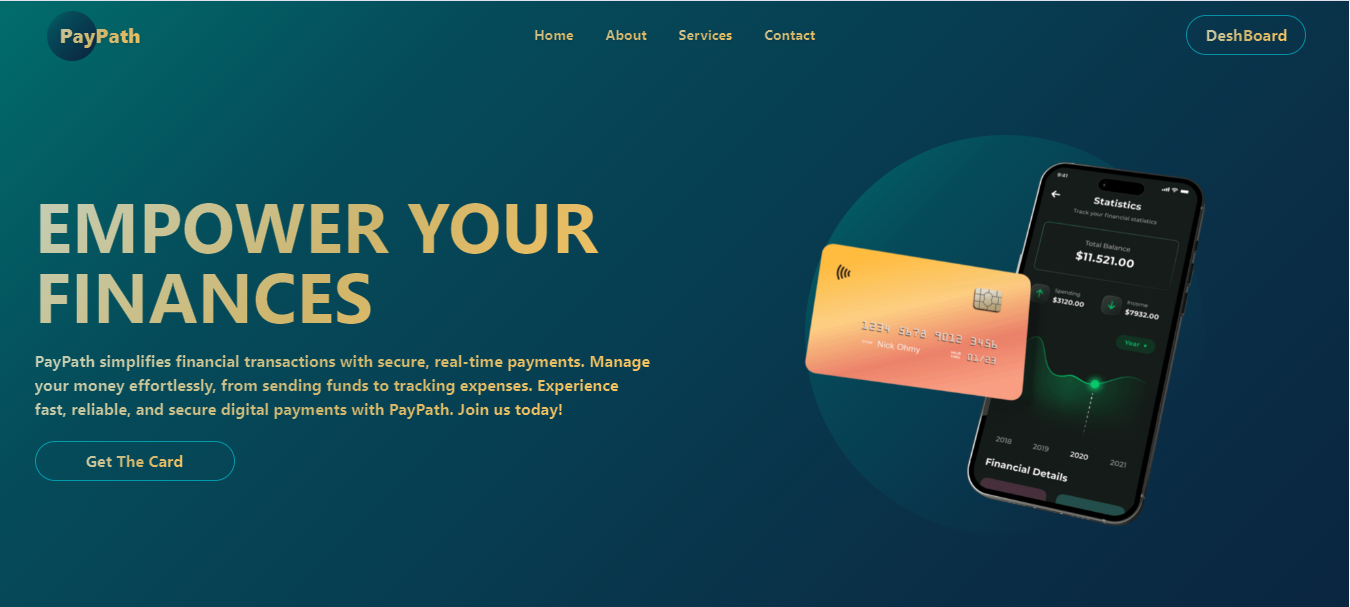 PayPath
Home
About
Services
Contact
DeshBoard
EMPOWER YOUR
FINANCES
PayPath simplifies financial transactions with secure, real-time payments. Manage
your money effortlessly, from sending funds to tracking expenses. Experience
fast, reliable, and secure digital payments with PayPath. Join us today!
Get The Card
1234 5678 9012 3456
Nick Ohmy
01/23
9:41
Statistics
Track your financial statistics
Total Balance
$11.521.00
Spending
$3120.00
Income
$7932.00
Year
2018
2019
2020
2021
Financial Details